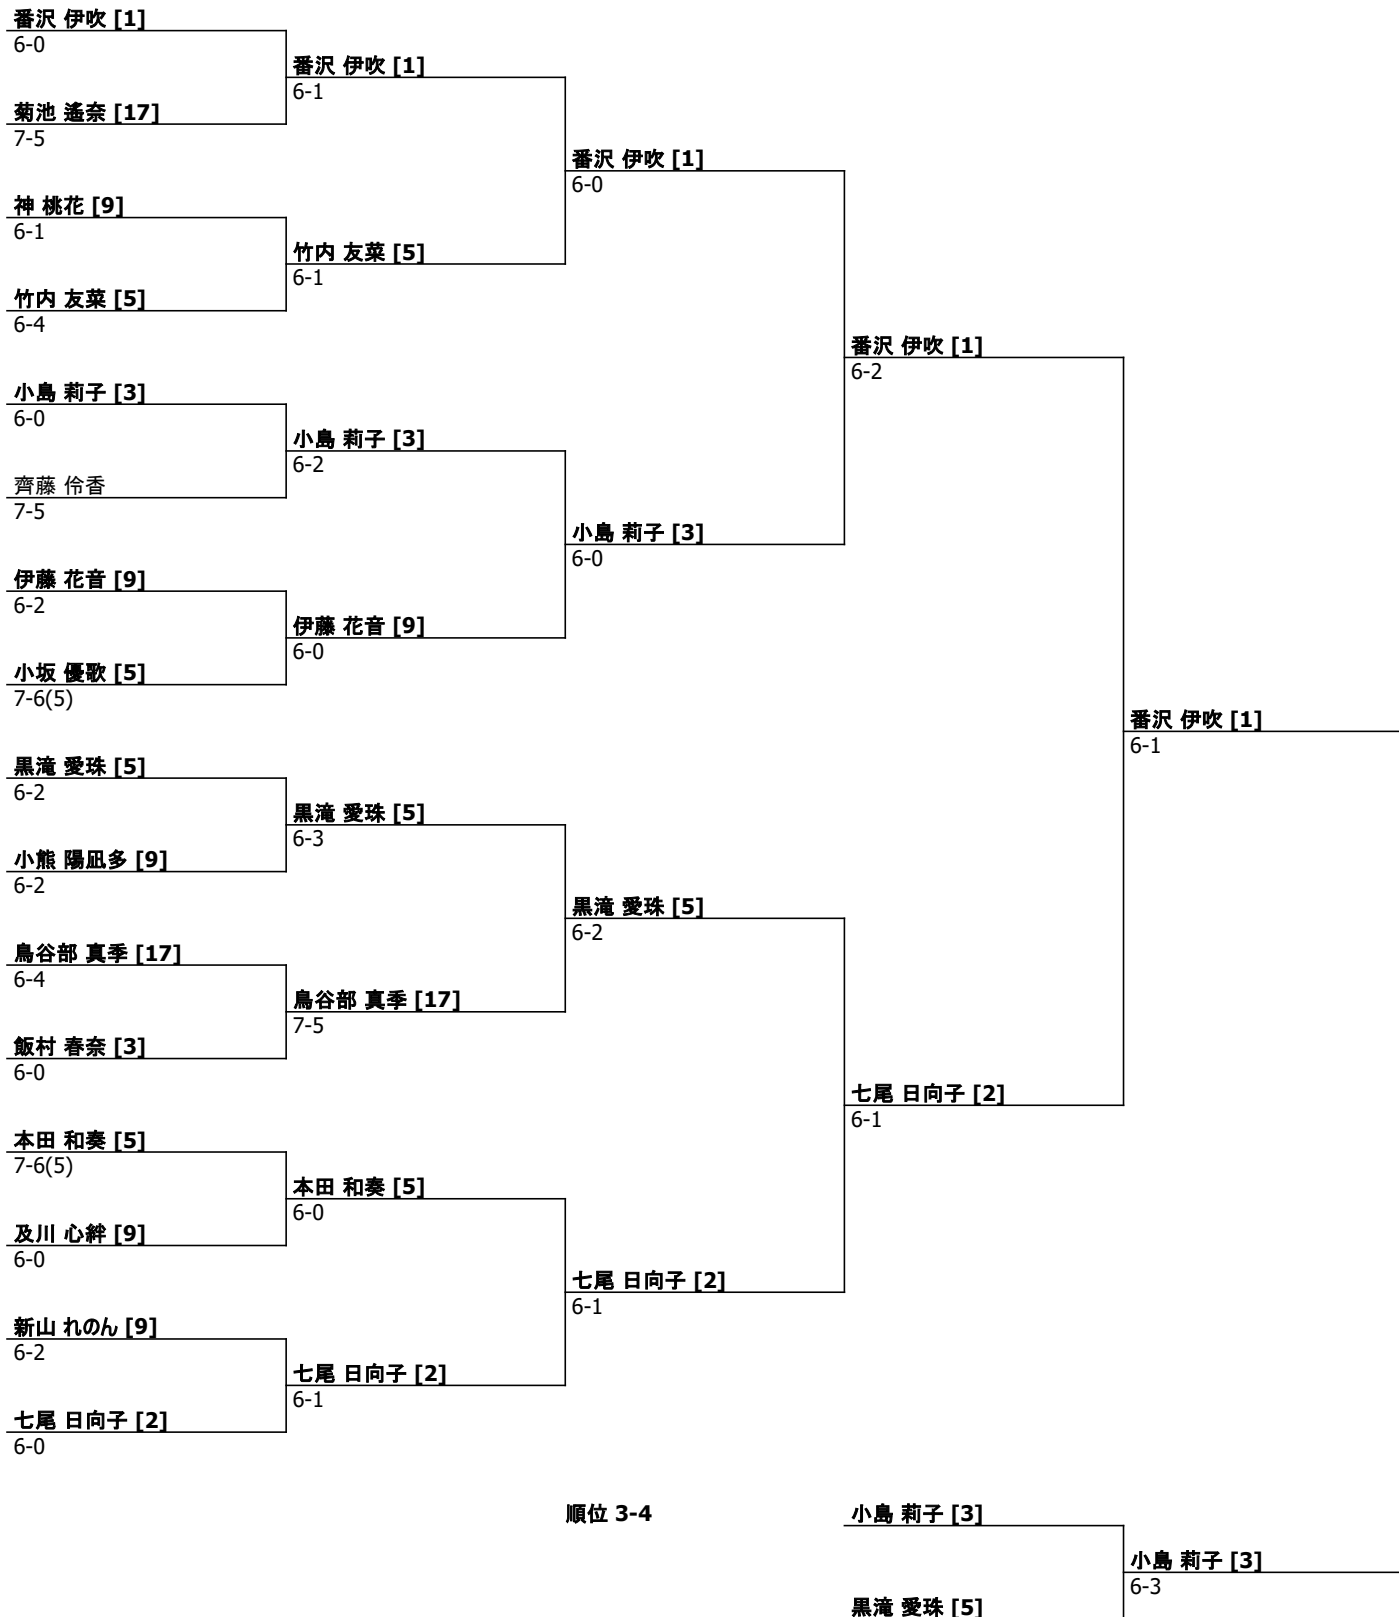 番沢 伊吹 [1]
6-0
番沢 伊吹 [1]
6-1
菊池 遙奈 [17]
7-5
番沢 伊吹 [1]
6-0
神 桃花 [9]
6-1
竹内 友菜 [5]
6-1
竹内 友菜 [5]
6-4
番沢 伊吹 [1]
6-2
小島 莉子 [3]
6-0
小島 莉子 [3]
6-2
齊藤 伶香
7-5
小島 莉子 [3]
6-0
伊藤 花音 [9]
6-2
伊藤 花音 [9]
6-0
小坂 優歌 [5]
7-6(5)
番沢 伊吹 [1]
6-1
黒滝 愛珠 [5]
6-2
黒滝 愛珠 [5]
6-3
小熊 陽凪多 [9]
6-2
黒滝 愛珠 [5]
6-2
鳥谷部 真季 [17]
6-4
鳥谷部 真季 [17]
7-5
飯村 春奈 [3]
6-0
七尾 日向子 [2]
6-1
本田 和奏 [5]
7-6(5)
本田 和奏 [5]
6-0
及川 心絆 [9]
6-0
七尾 日向子 [2]
6-1
新山 れのん [9]
6-2
七尾 日向子 [2]
6-1
七尾 日向子 [2]
6-0
順位 3-4
小島 莉子 [3]
小島 莉子 [3]
6-3
黒滝 愛珠 [5]